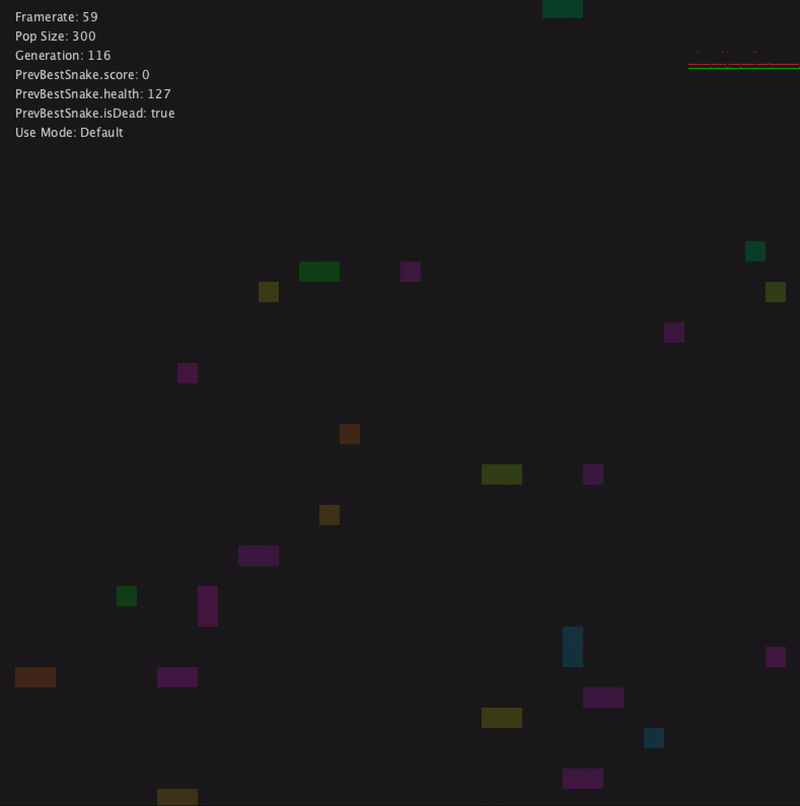 Framerate: 59
Pop Size: 300
Generation: 116
PrevBestSnake.score: 0
PrevBestSnake.health: 127
PrevBestSnake.isDead: true
Use Mode: Default